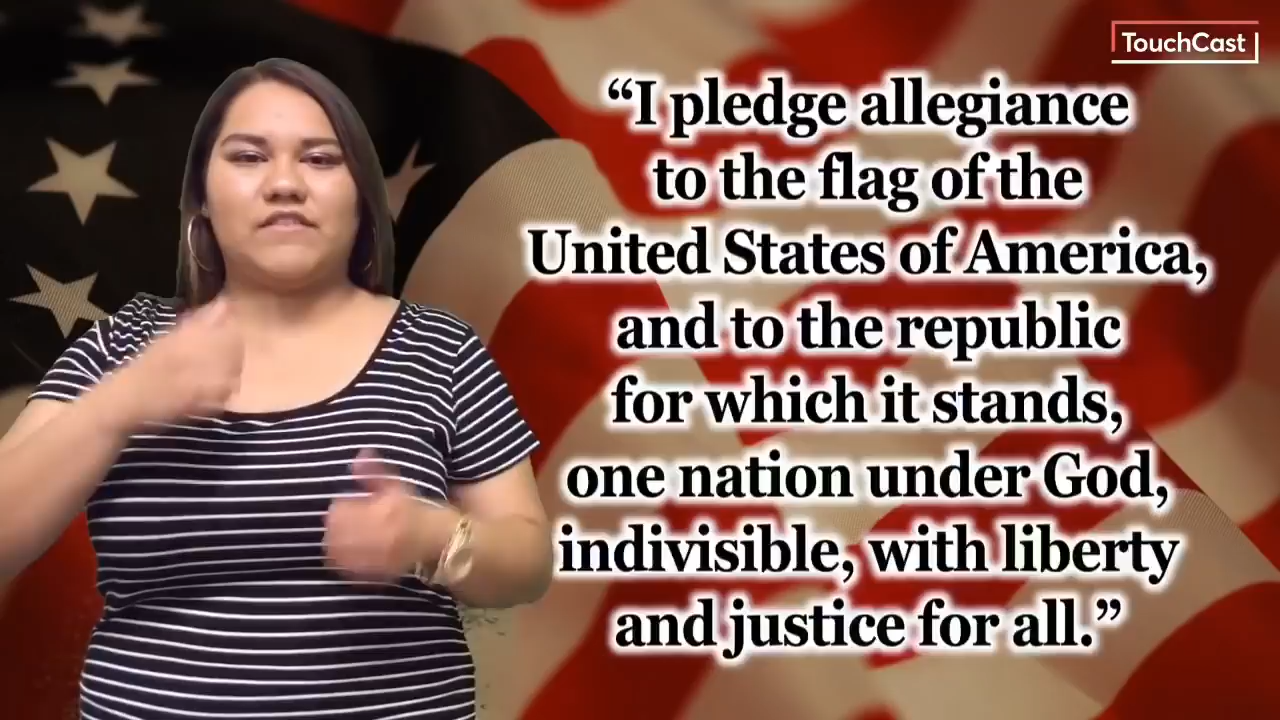 TouchCast
“I pledge allegiance
to the flag of the
United States of America,
and to the republic
for which it stands,
one nation under God,
indivisible, with liberty
and justice for all.”